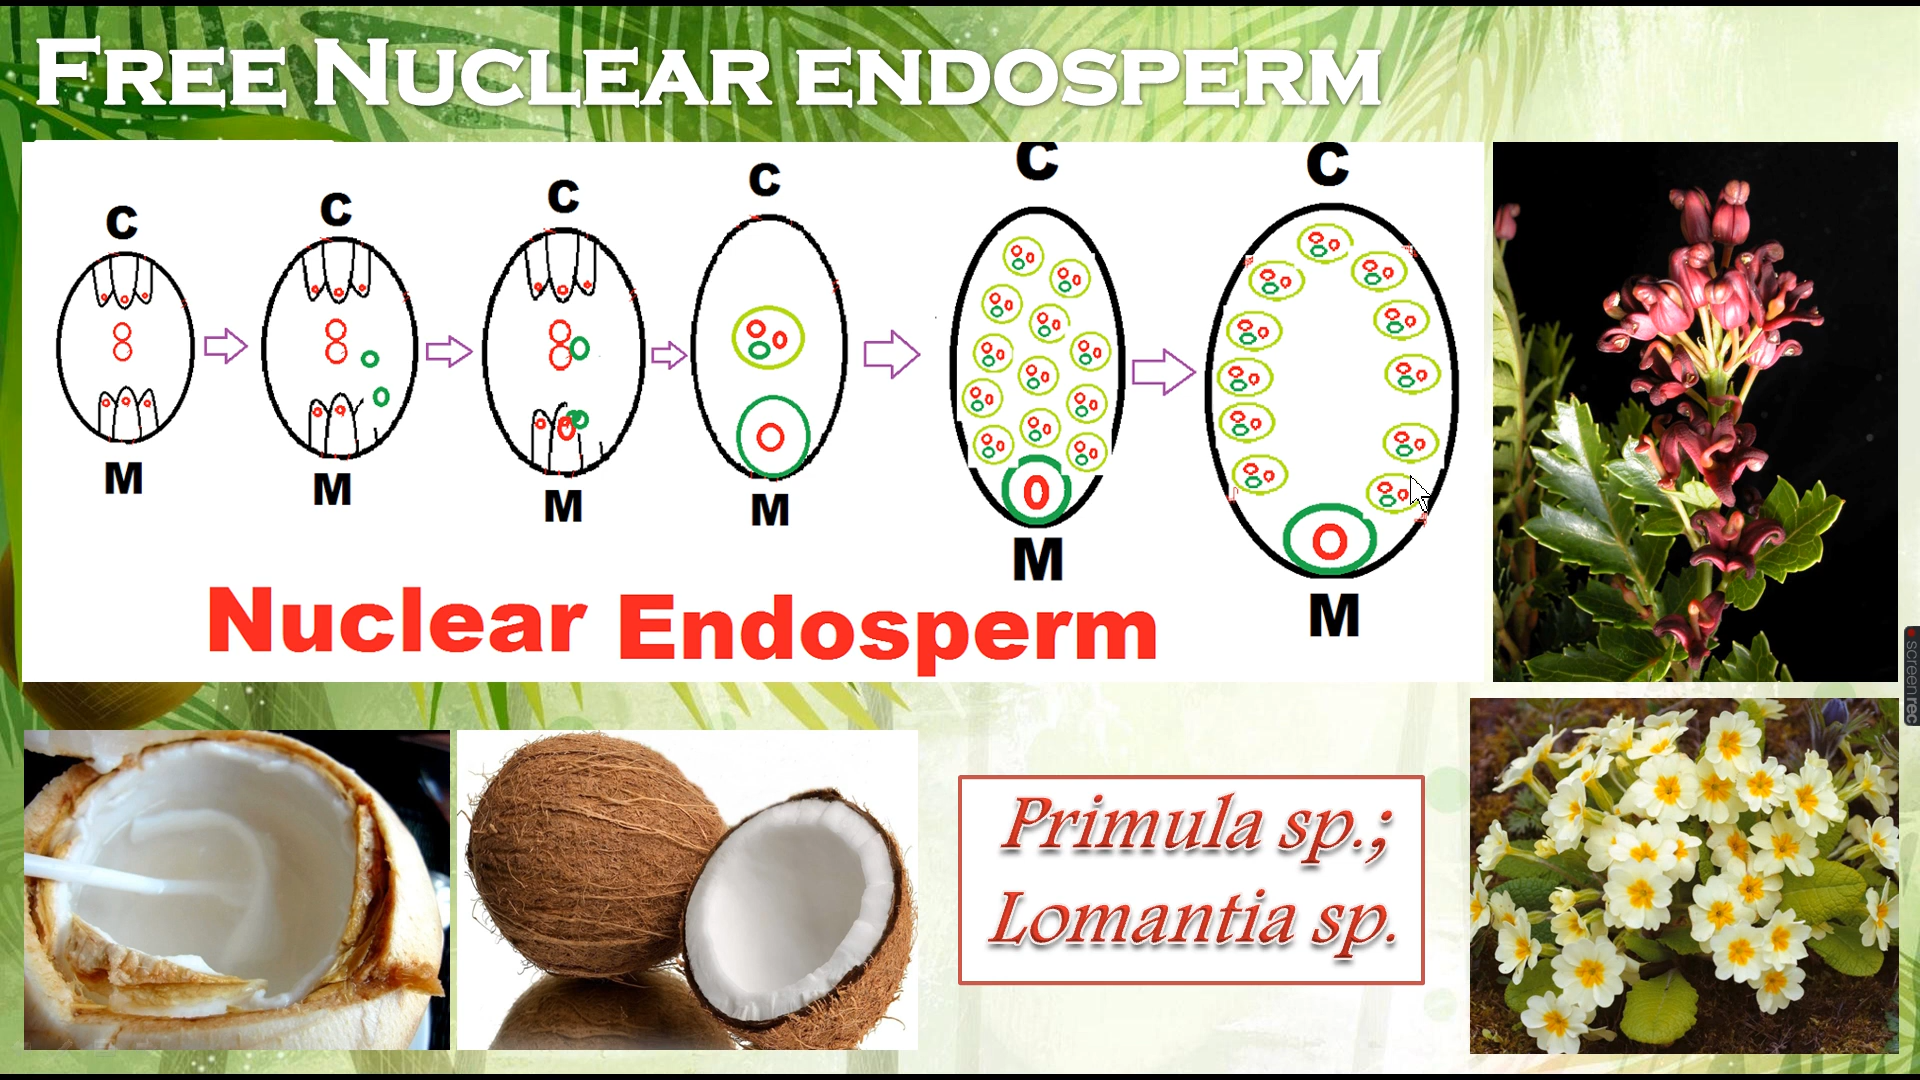 FREE NUCLEAR ENDOSPERM
C C C C C C
M M M M M M
Nuclear Endosperm
Primula sp.;
Lomantia sp.
screenrec